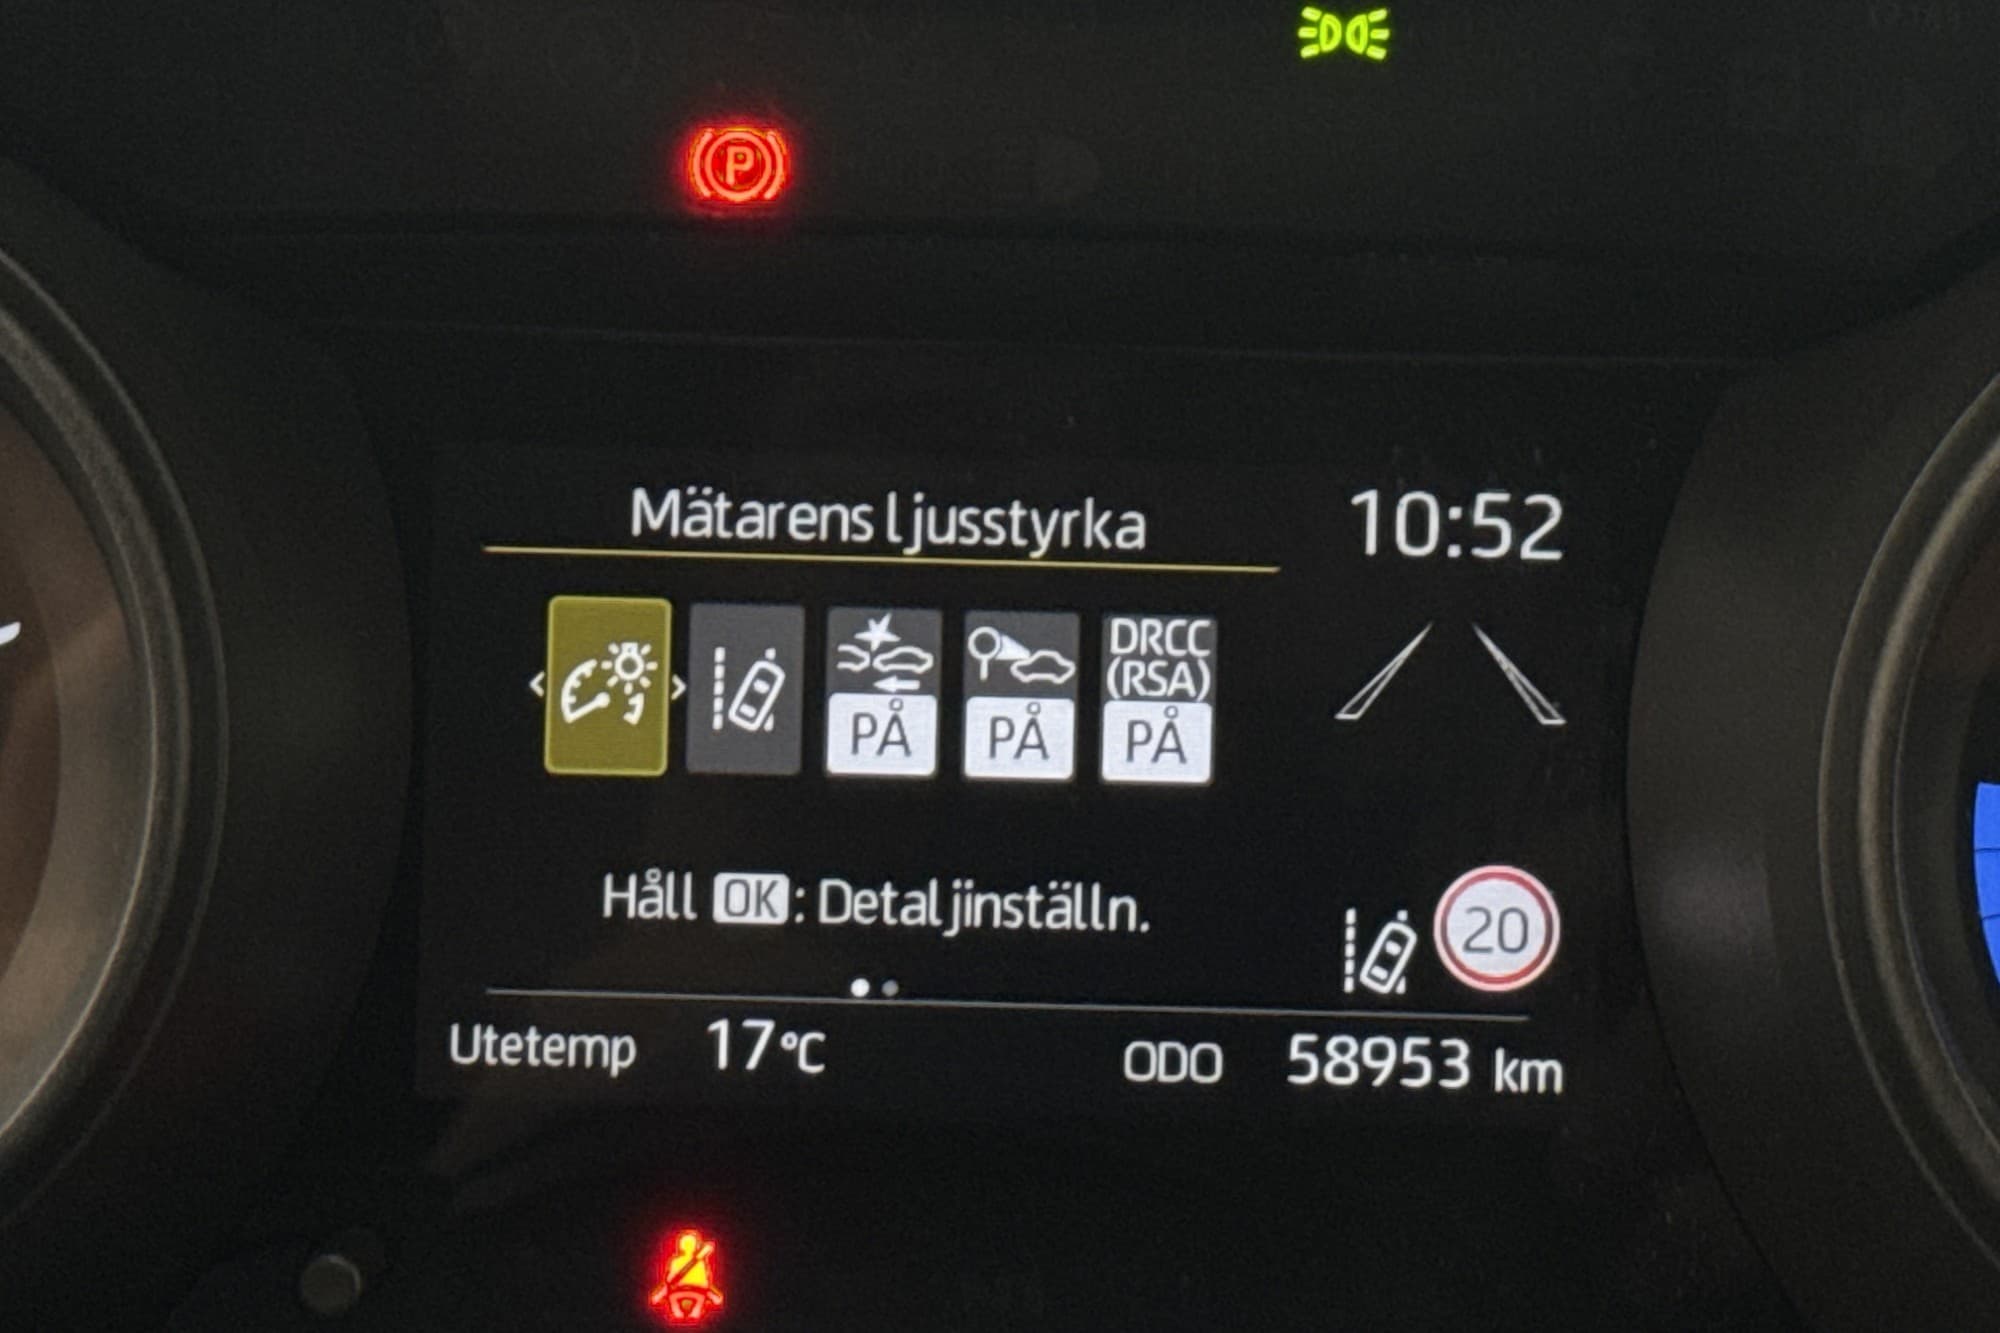 P
Mätarens ljusstyrka
10:52
DRCC
(RSA)
PÅ
PÅ
PÅ
Håll OK: Detaljinställn.
20
Utetemp 17°C
ODO 58953 km